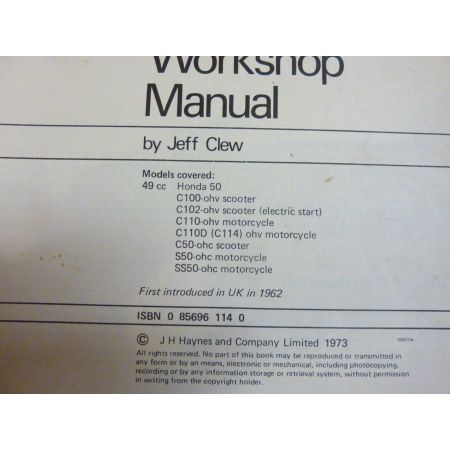 Workshop
Manual
by Jeff Clew
Models covered:
49 cc Honda 50
C100-ohv scooter
C102-ohv scooter (electric start)
C110-ohv motorcycle
C110D (C114) ohv motorcycle
C50-ohc scooter
S50-ohc motorcycle
SS50-ohc motorcycle
First introduced in UK in 1962
ISBN 0 85696 114 0
© J H Haynes and Company Limited 1973
All rights reserved. No part of this book may be reproduced or transmitted in
any form or by any means, electronic or mechanical, including photocopying,
recording or by any information storage or retrieval system, without permission
in writing from the copyright holder.